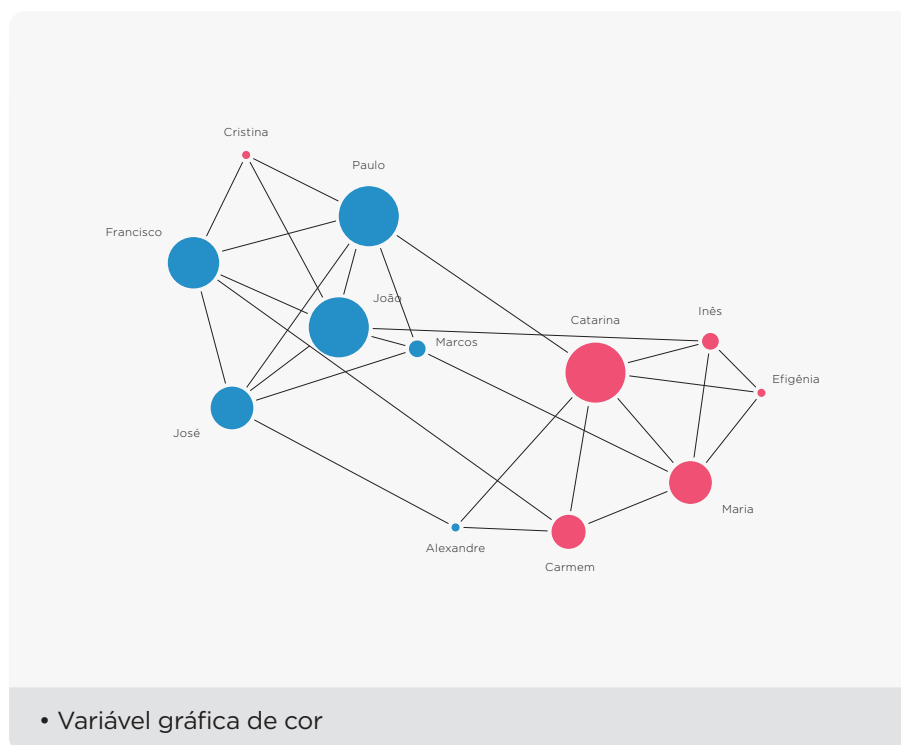 Cristina
Paulo
Francisco
João
Marcos
Catarina
Inês
Efigênia
José
Maria
Alexandre
Carmem
• Variável gráfica de cor